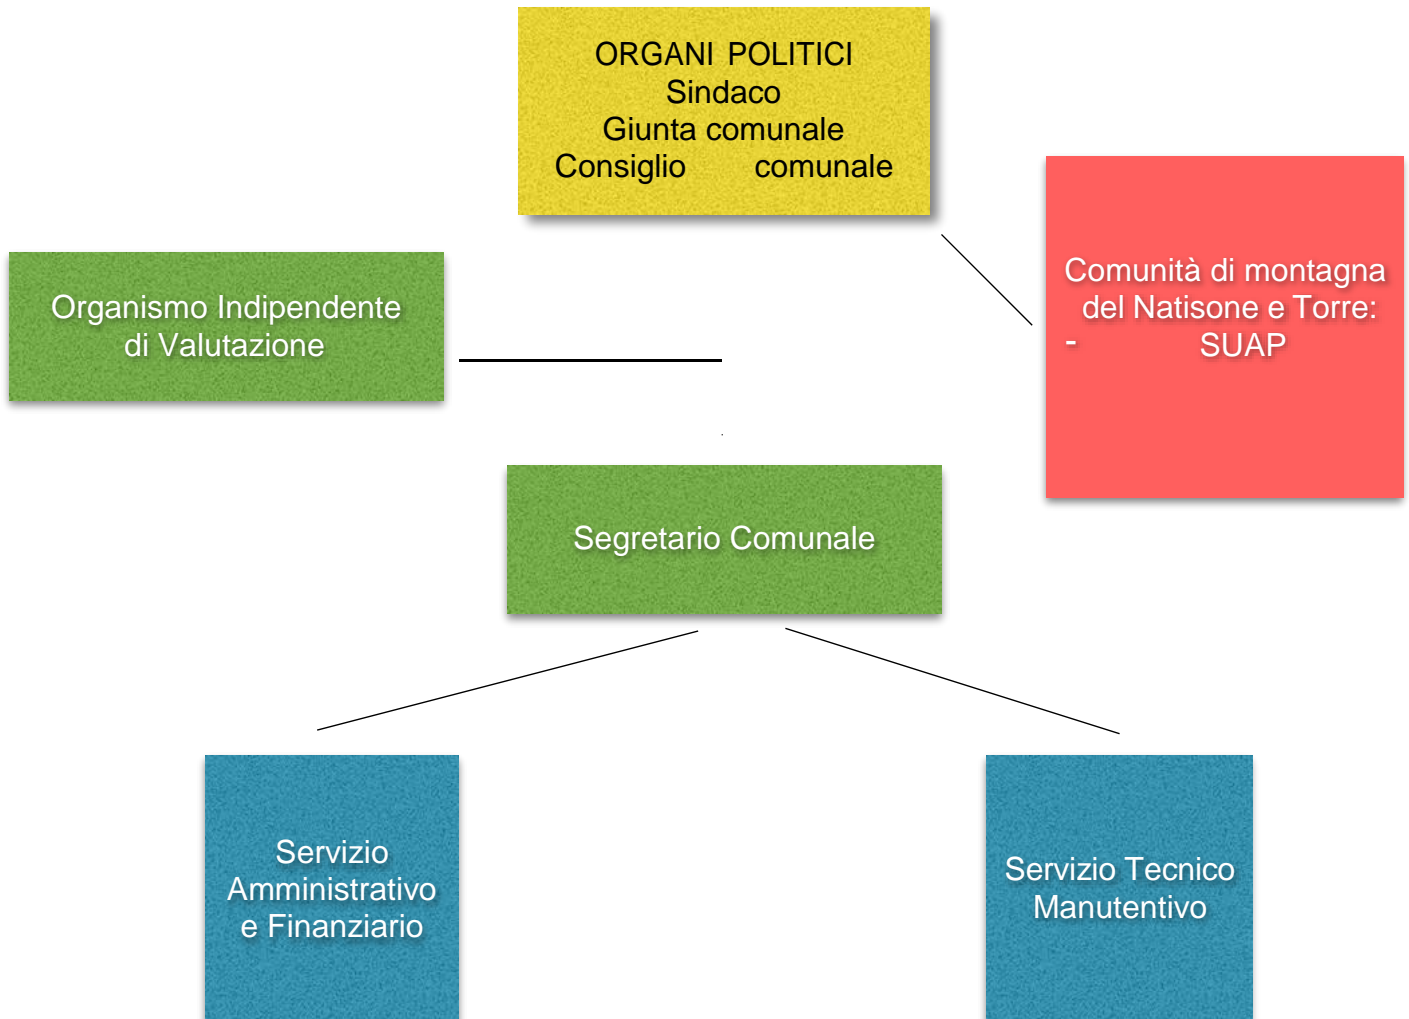 ORGANI POLITICI
Sindaco
Giunta comunale
Consiglio comunale
Comunità di montagna
del Natisone e Torre:
- SUAP
Organismo Indipendente
di Valutazione
Segretario Comunale
Servizio
Amministrativo
e Finanziario
Servizio Tecnico
Manutentivo